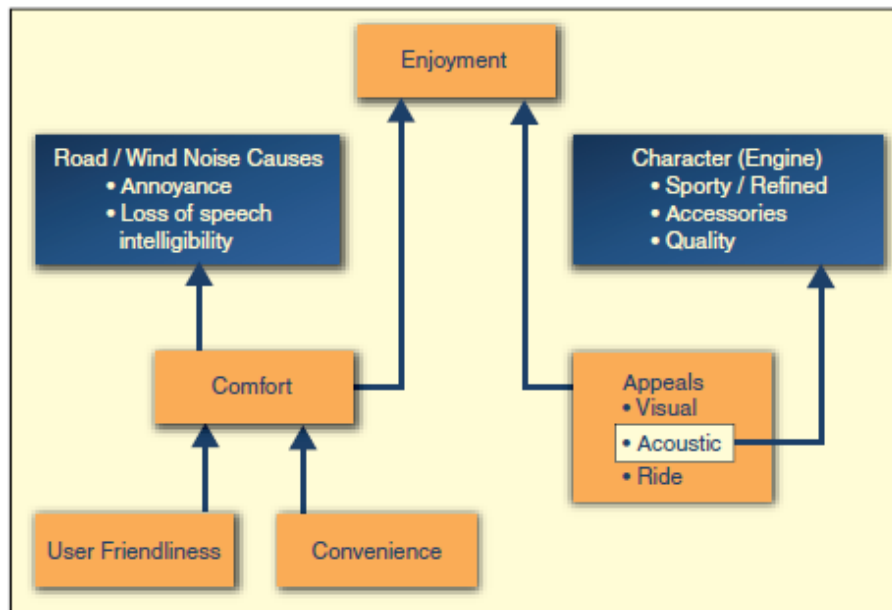 Enjoyment
Road / Wind Noise Causes
• Annoyance
• Loss of speech
intelligibility
Character (Engine)
• Sporty / Refined
• Accessories
• Quality
Comfort
Appeals
• Visual
• Acoustic
• Ride
User Friendliness
Convenience